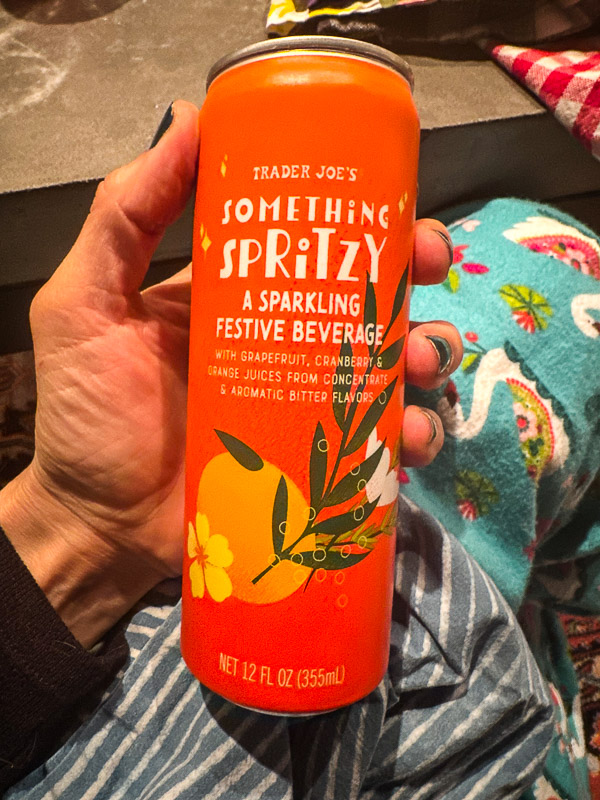 TRADER JOE'S
SOMETHING
SPRiTZY
A SPARKLING
FESTIVE BEVERAGE
WITH GRAPEFRUIT, CRANBERRY &
ORANGE JUICES FROM CONCENTRATE
& AROMATIC BITTER FLAVORS
NET 12 FL OZ (355mL)